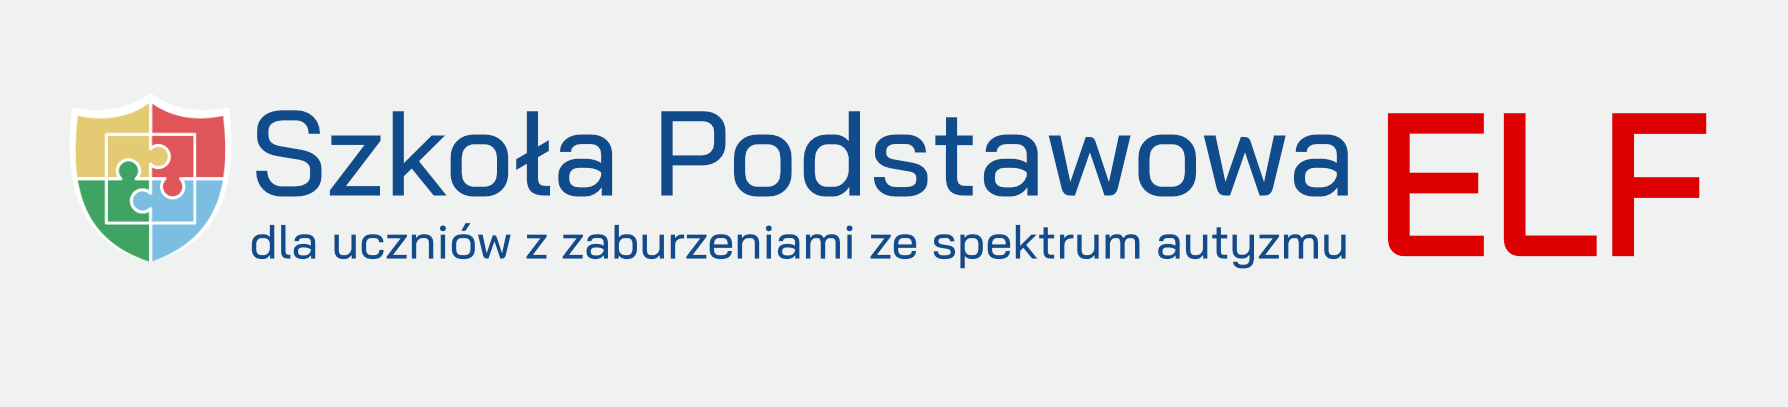 Szkoła Podstawowa ELF
dla uczniów z zaburzeniami ze spektrum autyzmu